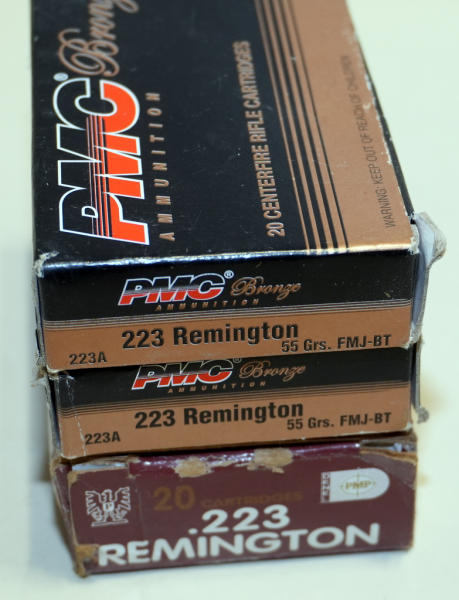 PMC® Bronze
AMMUNITION
20 CENTERFIRE RIFLE CARTRIDGES
WARNING: KEEP OUT OF REACH OF CHILDREN
PMC® Bronze
AMMUNITION
223 Remington
223A
55 Grs. FMJ-BT
PMC® Bronze
AMMUNITION
223 Remington
223A
55 Grs. FMJ-BT
20 CARTRIDGES
PMP
.223
REMINGTON